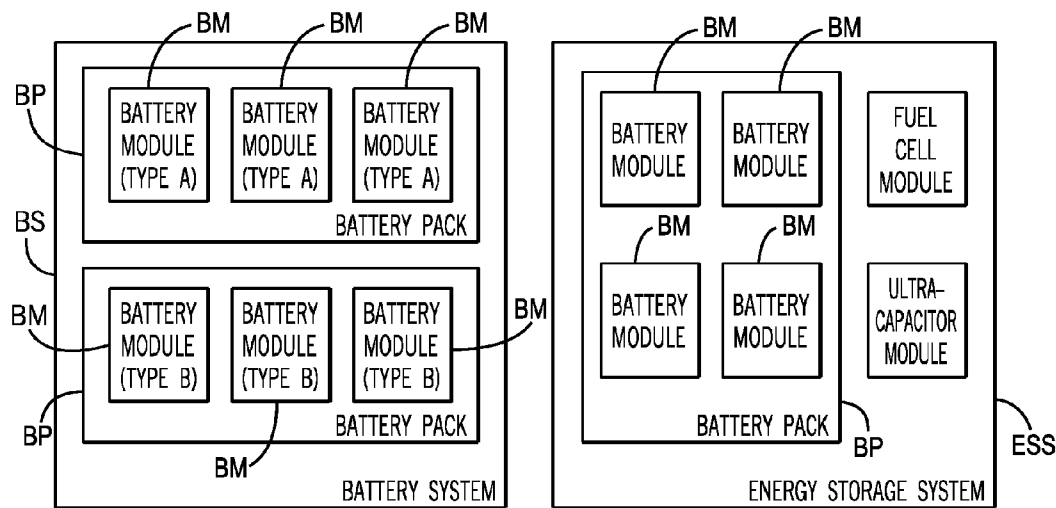 BM BM BM
BP
BATTERY MODULE (TYPE A)
BATTERY MODULE (TYPE A)
BATTERY MODULE (TYPE A)
BATTERY PACK
BS
BM
BATTERY MODULE (TYPE B)
BATTERY MODULE (TYPE B)
BATTERY MODULE (TYPE B)
BM
BP
BM
BATTERY PACK
BATTERY SYSTEM
BM BM
BATTERY MODULE
BATTERY MODULE
FUEL CELL MODULE
BM BM
BATTERY MODULE
BATTERY MODULE
ULTRA-
CAPACITOR
MODULE
BATTERY PACK
BP
ESS
ENERGY STORAGE SYSTEM